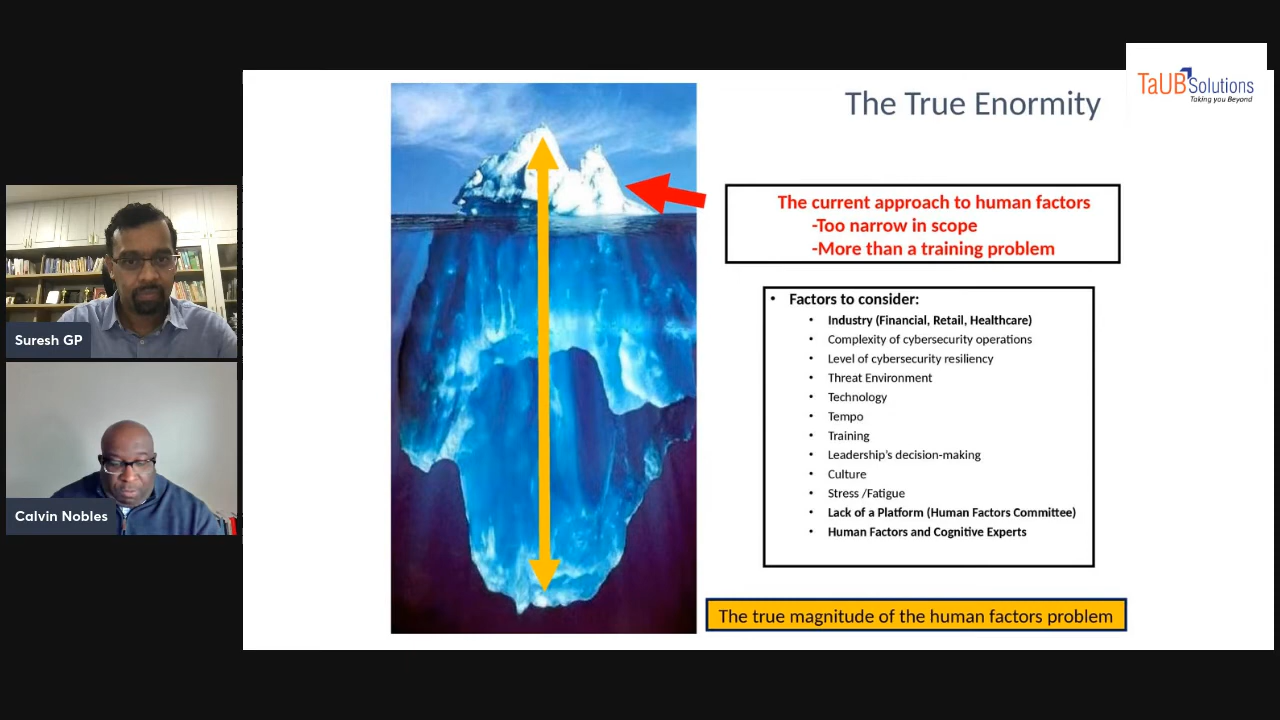 TaUBSolutions
Taking you Beyond
The True Enormity
The current approach to human factors
-Too narrow in scope
-More than a training problem
• Factors to consider:
• Industry (Financial, Retail, Healthcare)
• Complexity of cybersecurity operations
• Level of cybersecurity resiliency
• Threat Environment
• Technology
• Tempo
• Training
• Leadership's decision-making
• Culture
• Stress /Fatigue
• Lack of a Platform (Human Factors Committee)
• Human Factors and Cognitive Experts
The true magnitude of the human factors problem
Suresh GP
Calvin Nobles